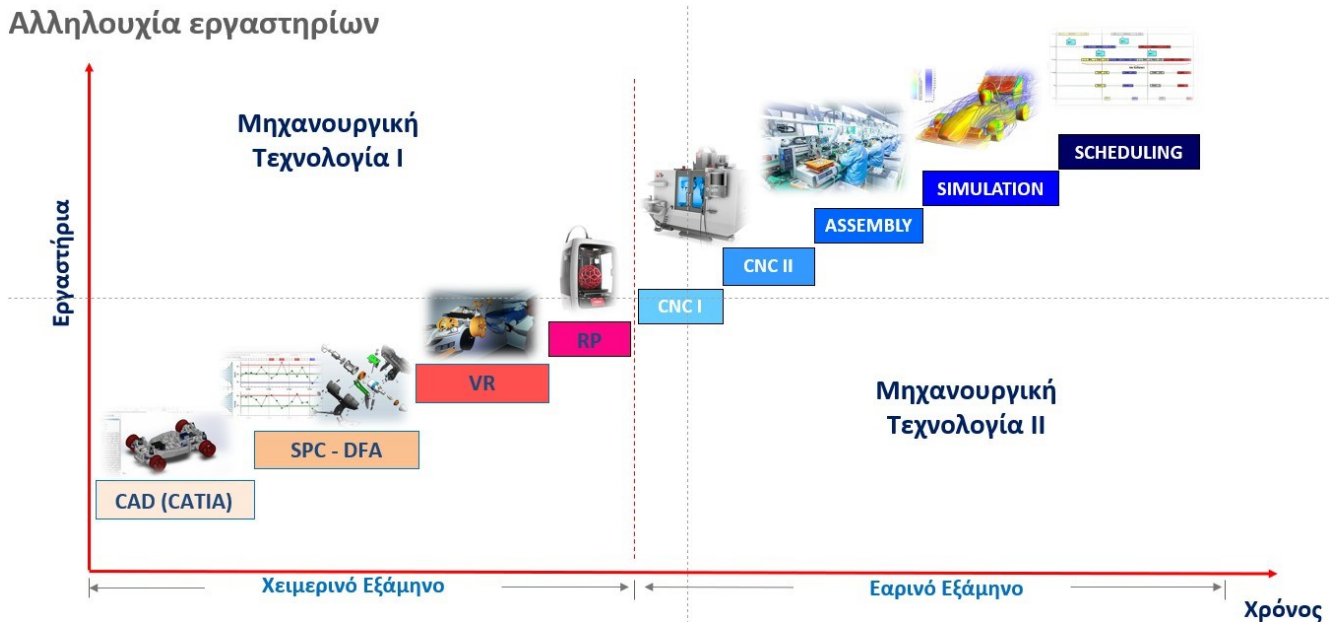 Αλληλουχία εργαστηρίων
Μηχανουργική
Τεχνολογία Ι
Εργαστήρια
SCHEDULING
SIMULATION
ASSEMBLY
CNC II
CNC I
RP
VR
SPC - DFA
CAD (CATIA)
Μηχανουργική
Τεχνολογία ΙΙ
Χειμερινό Εξάμηνο
Εαρινό Εξάμηνο
Χρόνος